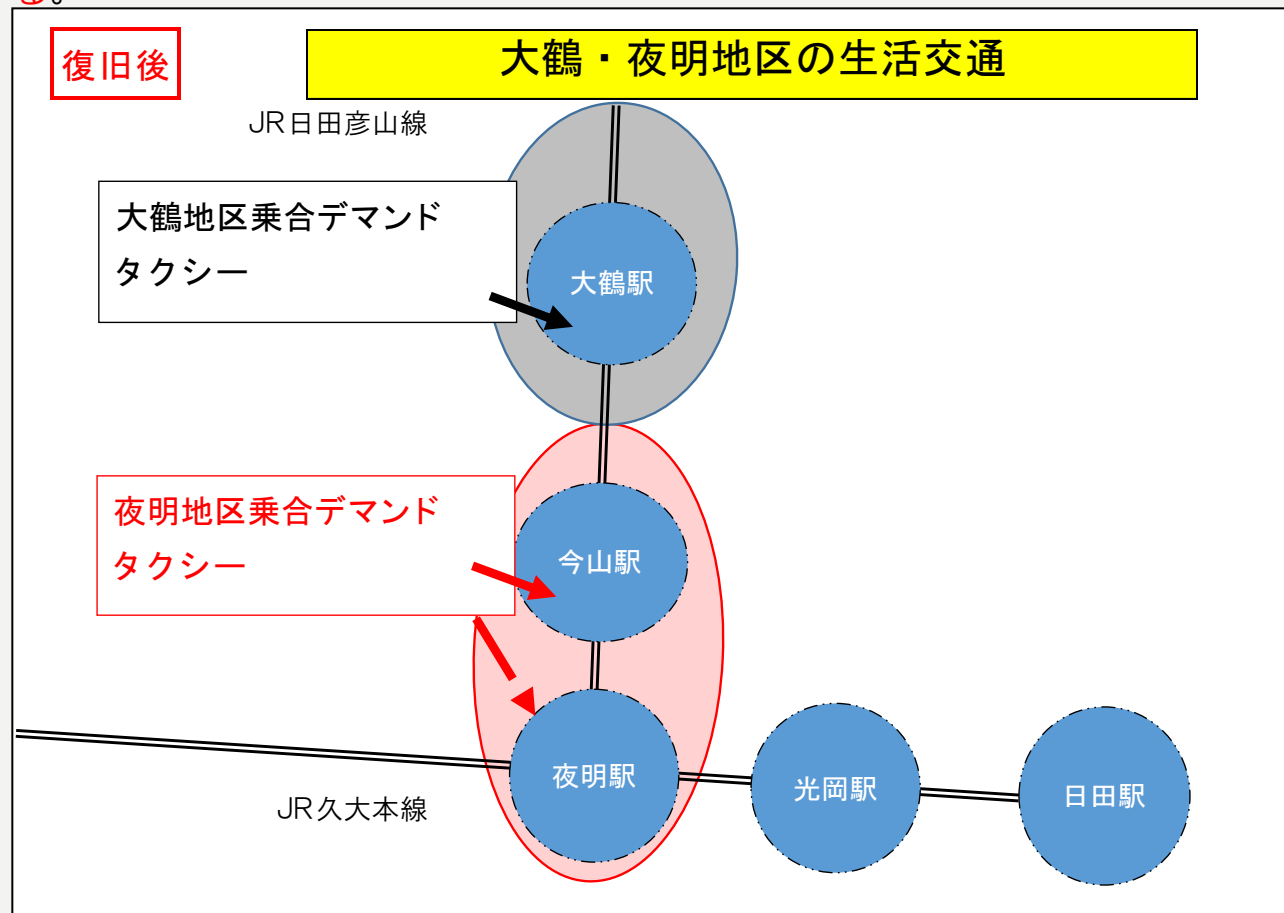 る。
復旧後
大鶴・夜明地区の生活交通
JR日田彦山線
大鶴地区乗合デマンド
タクシー
大鶴駅
夜明地区乗合デマンド
タクシー
今山駅
夜明駅
光岡駅
日田駅
JR久大本線